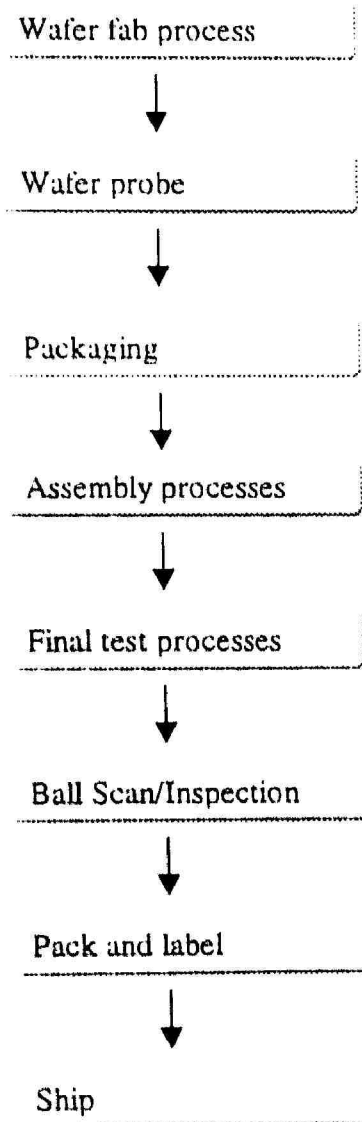 Wafer fab process
Wafer probe
Packaging
Assembly processes
Final test processes
Ball Scan/Inspection
Pack and label
Ship